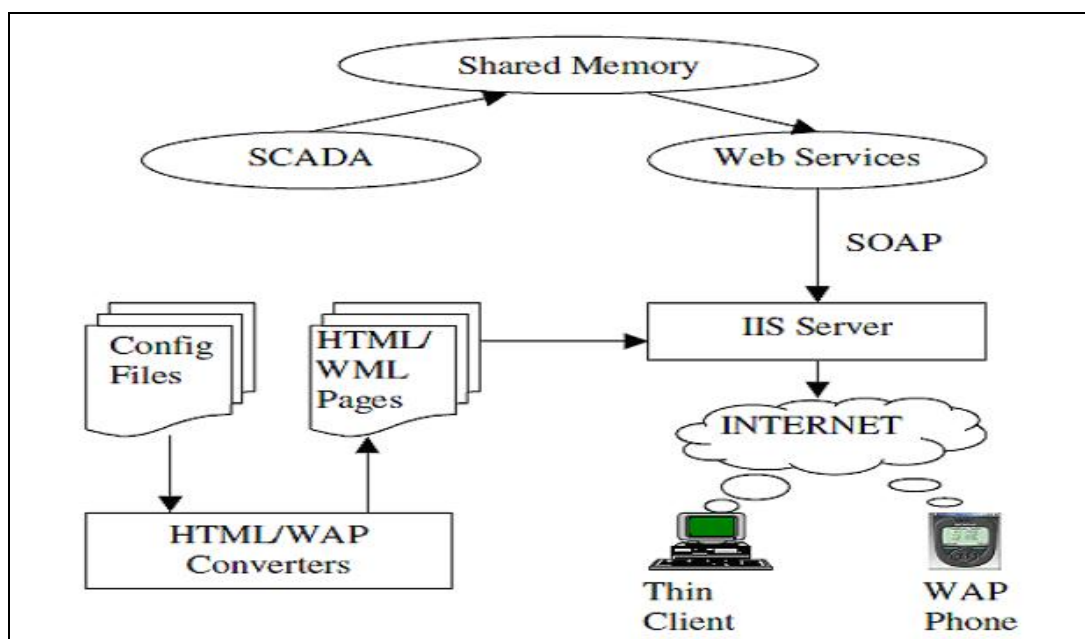 Shared Memory
SCADA
Web Services
SOAP
IIS Server
Config
Files
HTML/
WML
Pages
INTERNET
HTML/WAP
Converters
Thin
Client
WAP
Phone